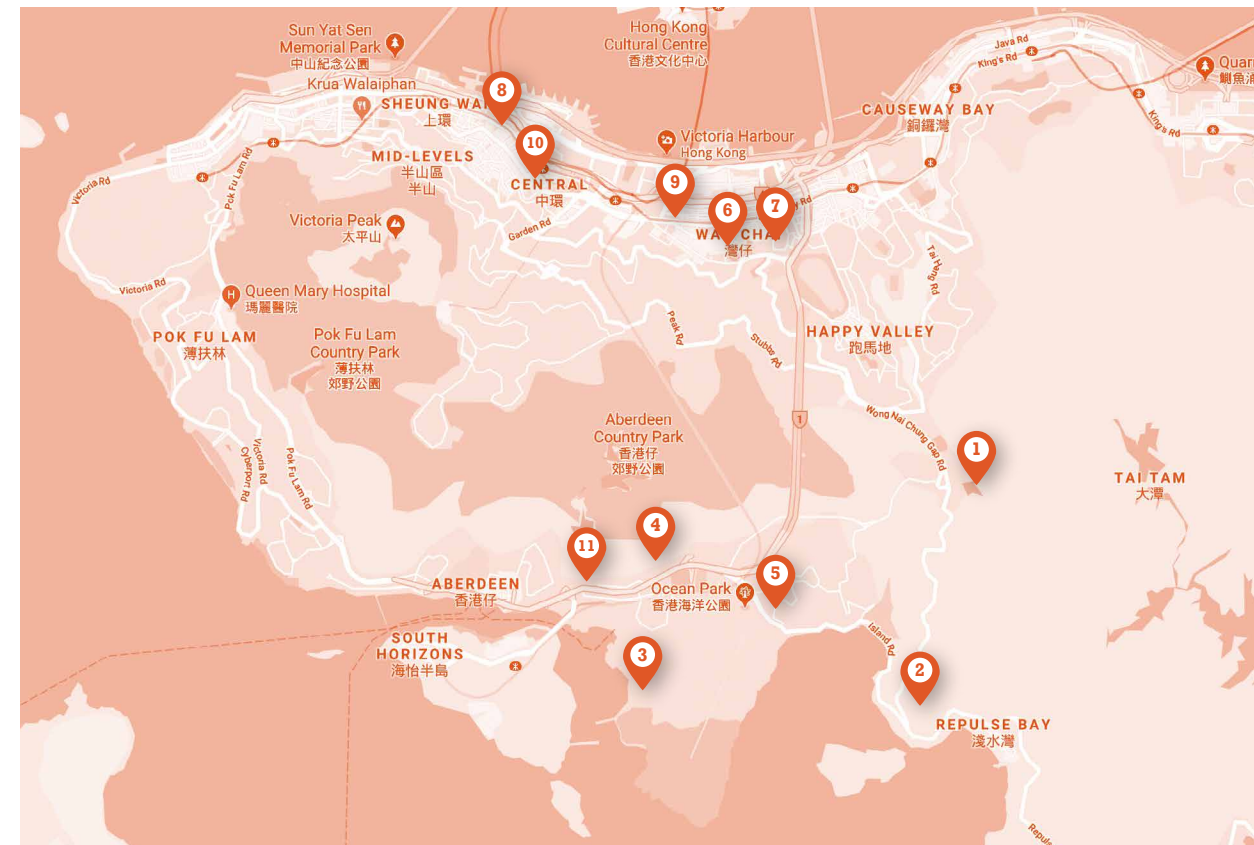 Sun Yat Sen
Memorial Park
中山紀念公園
Krua Walaiphan
SHEUNG WA
上環
Hong Kong
Cultural Centre
香港文化中心
Java Rd
King's Rd
King's Rd
CAUSEWAY BAY
銅鑼灣
8
10
Victoria Harbour
Hong Kong
MID-LEVELS
半山區
半山
CENTRAL
中環
9
6
7
Victoria Rd
Pok Fu Lam Rd
Victoria Peak
太平山
Garden Rd
灣仔
Tai Hang Rd
Victoria Rd
H
Queen Mary Hospital
瑪麗醫院
POK FU LAM
薄扶林
Pok Fu Lam
Country Park
薄扶林
郊野公園
Peak Rd
Stubbs Rd
HAPPY VALLEY
跑馬地
Wong Nai Chung Gap Rd
1
Aberdeen
Country Park
香港仔
郊野公園
1
TAI TAM
大潭
Victoria Rd
Cyberport Rd
Pok Fu Lam Rd
4
11
5
ABERDEEN
香港仔
Ocean Park
香港海洋公園
SOUTH
HORIZONS
海怡半島
3
Island Rd
2
REPULSE BAY
淺水灣